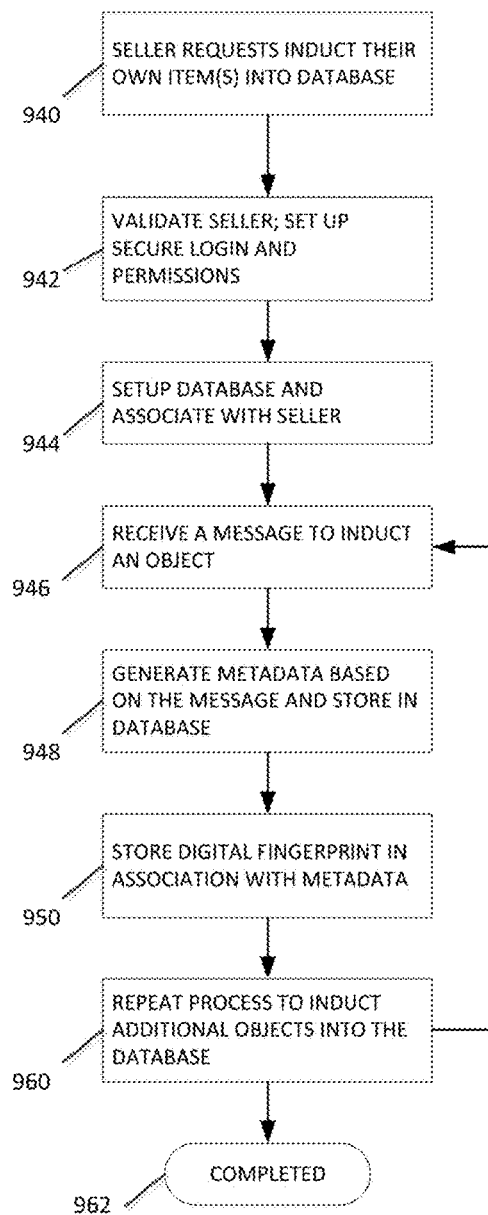 SELLER REQUESTS INDUCT THEIR
OWN ITEM(S) INTO DATABASE
940
VALIDATE SELLER; SET UP
SECURE LOGIN AND
PERMISSIONS
942
SETUP DATABASE AND
ASSOCIATE WITH SELLER
944
RECEIVE A MESSAGE TO INDUCT
AN OBJECT
946
GENERATE METADATA BASED
ON THE MESSAGE AND STORE IN
DATABASE
948
STORE DIGITAL FINGERPRINT IN
ASSOCIATION WITH METADATA
950
REPEAT PROCESS TO INDUCT
ADDITIONAL OBJECTS INTO THE
DATABASE
960
COMPLETED
962